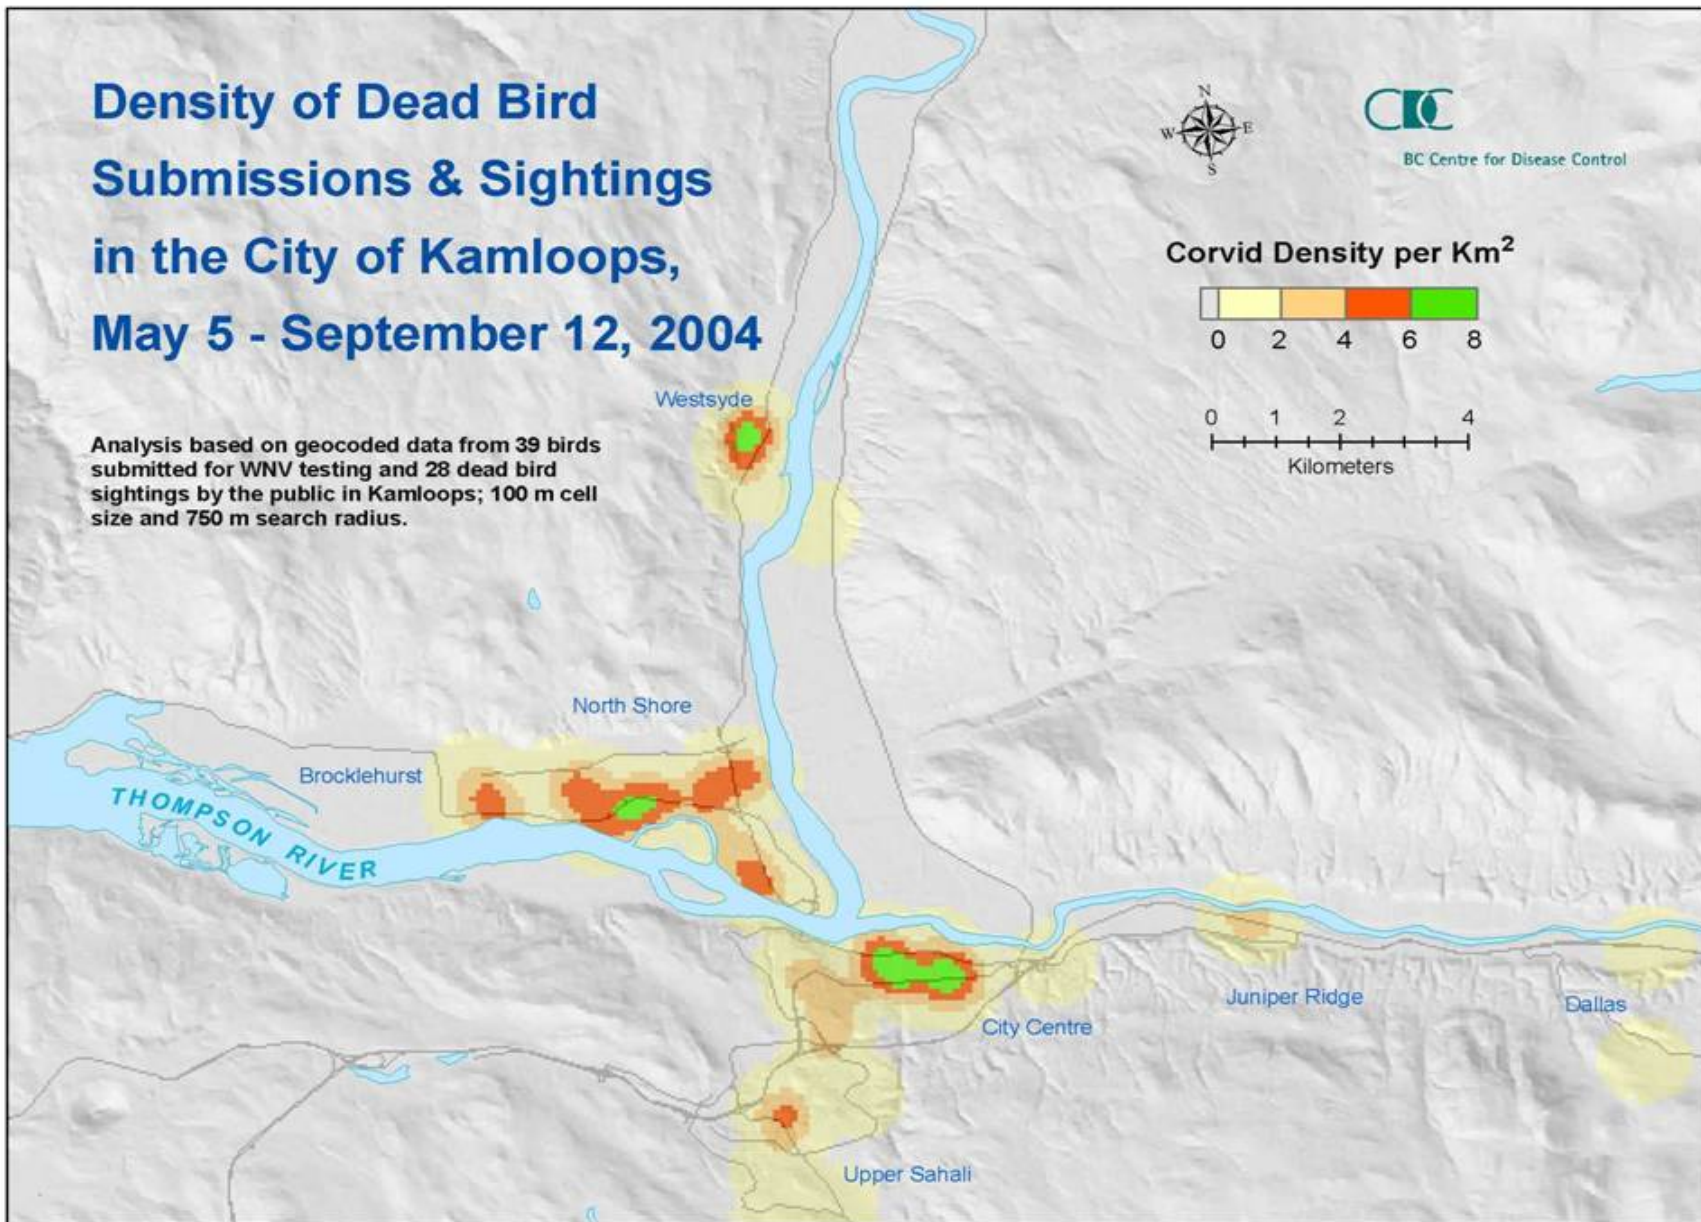 Density of Dead Bird
Submissions & Sightings
in the City of Kamloops,
May 5 - September 12, 2004
Analysis based on geocoded data from 39 birds
submitted for WNV testing and 28 dead bird
sightings by the public in Kamloops; 100 m cell
size and 750 m search radius.
N
W E
S
CDC
BC Centre for Disease Control
Corvid Density per Km²
0 2 4 6 8
0 1 2 4
Kilometers
Westsyde
North Shore
Brocklehurst
THOMPSON RIVER
Juniper Ridge
Dallas
City Centre
Upper Sahali